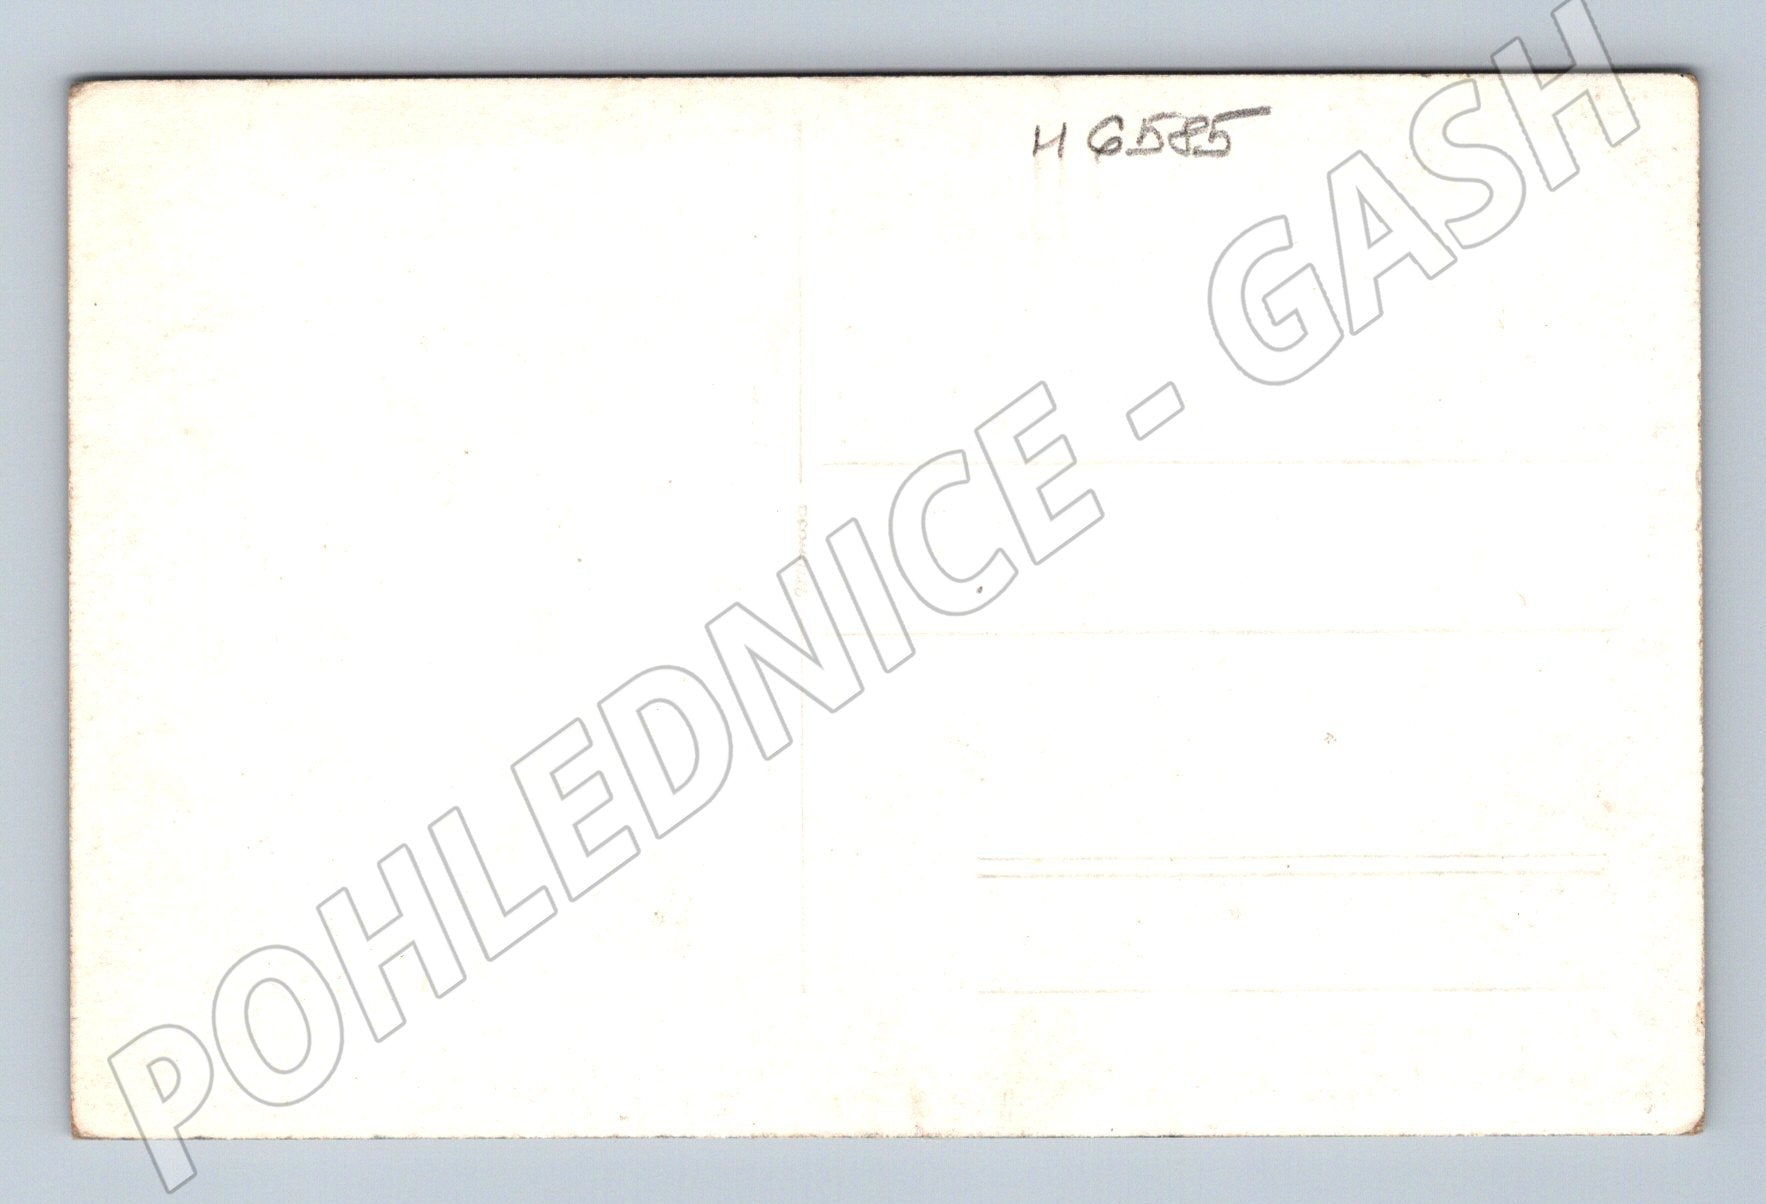 H 6585
POHLEDNICE - GASH